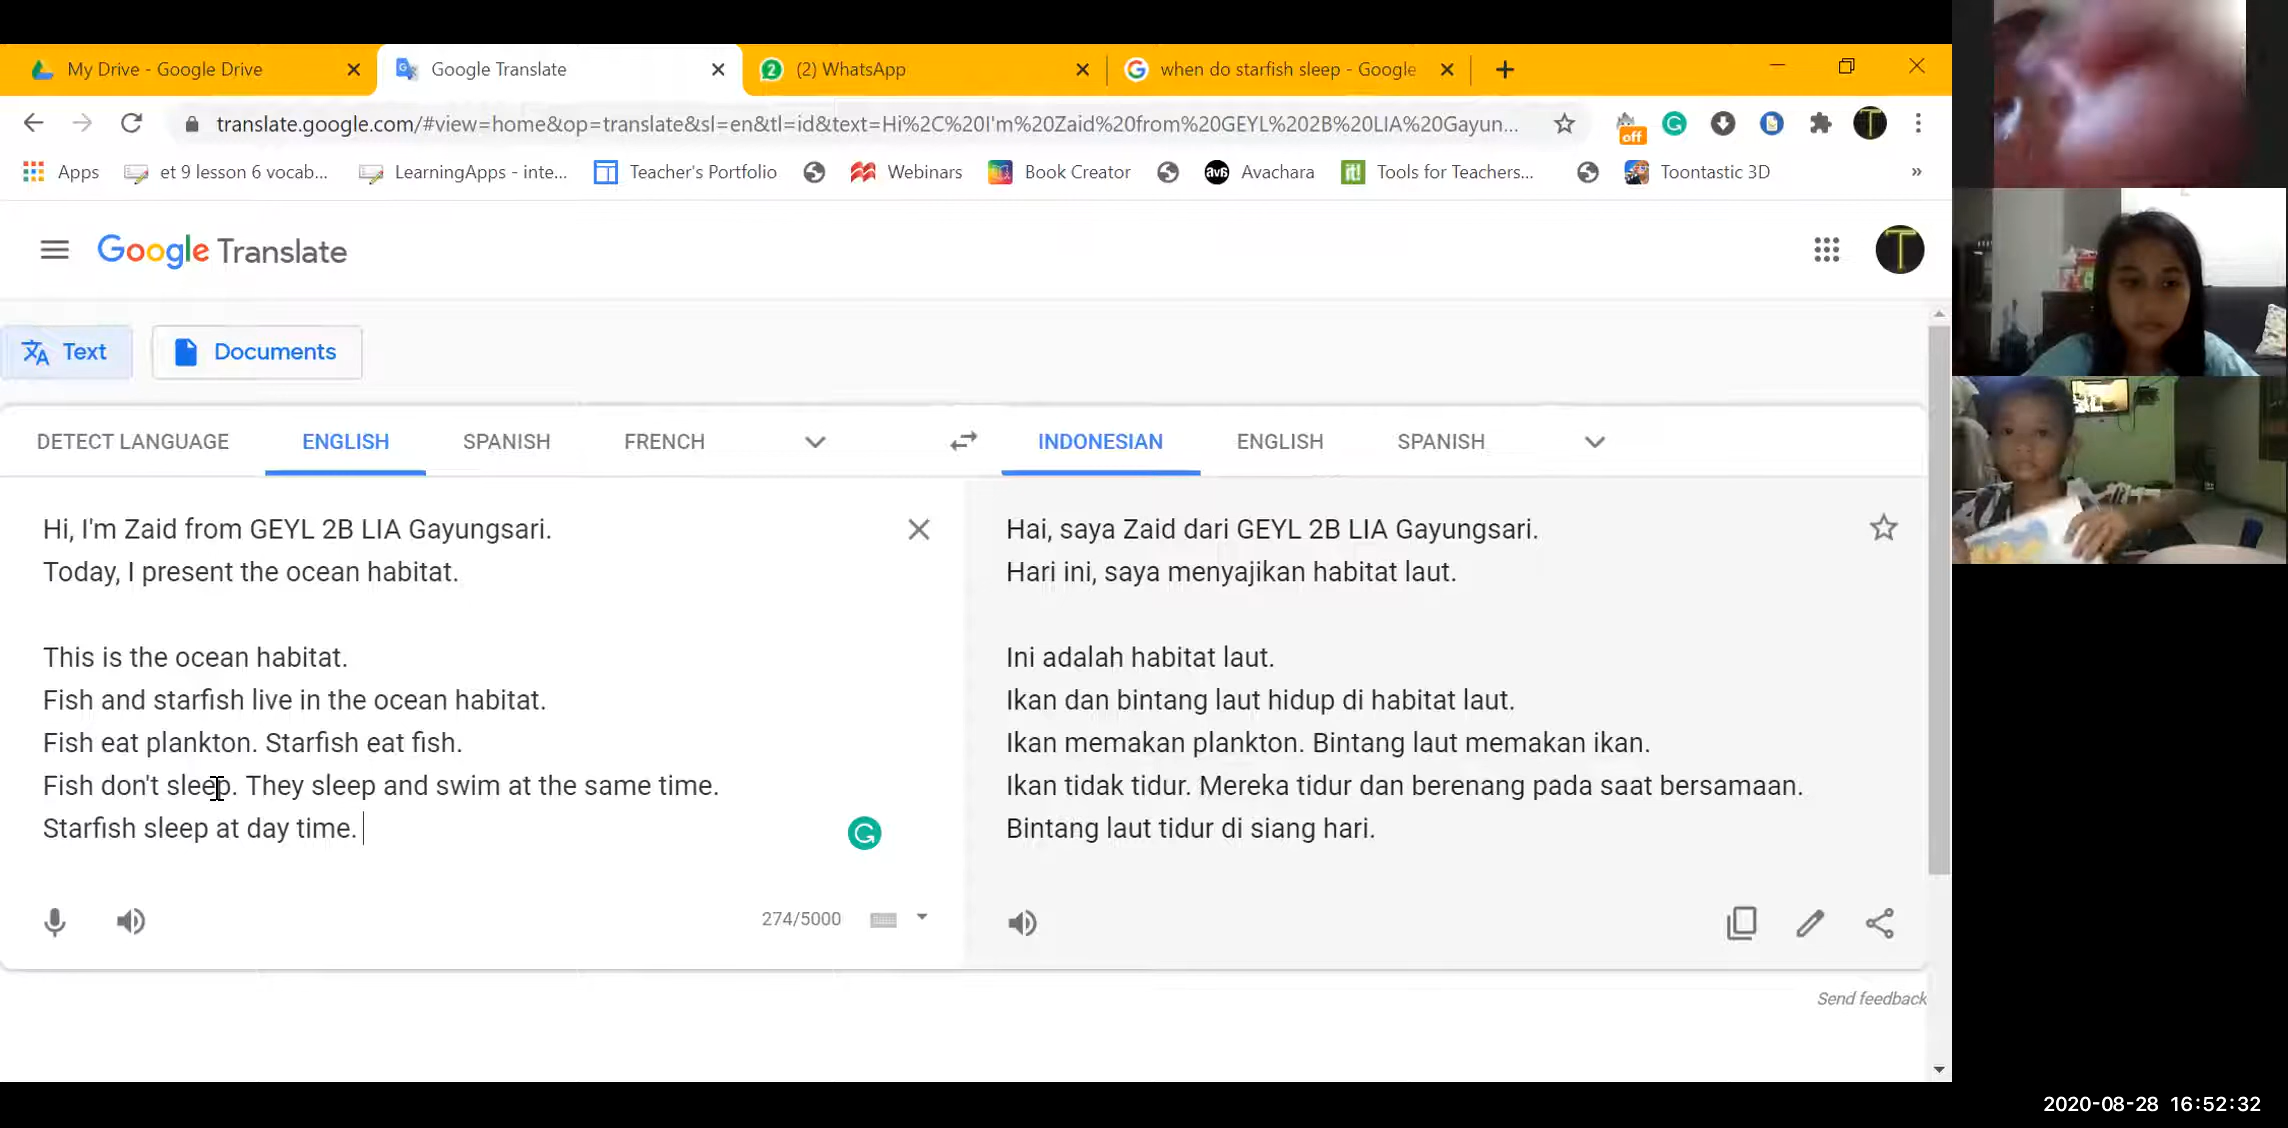 My Drive - Google Drive
Google Translate
(2) WhatsApp
when do starfish sleep - Google
translate.google.com/#view=home&op=translate&sl=en&tl=id&text=Hi%2C%20I'm%20Zaid%20from%20GEYL%202B%20LIA%20Gayun...
off
Apps
et 9 lesson 6 vocab...
LearningApps - inte...
Teacher's Portfolio
Webinars
Book Creator
Avachara
Tools for Teachers...
Toontastic 3D
»
Google Translate
Text
Documents
DETECT LANGUAGE
ENGLISH
SPANISH
FRENCH
INDONESIAN
ENGLISH
SPANISH
Hi, I'm Zaid from GEYL 2B LIA Gayungsari.
Today, I present the ocean habitat.
This is the ocean habitat.
Fish and starfish live in the ocean habitat.
Fish eat plankton. Starfish eat fish.
Fish don't sleep. They sleep and swim at the same time.
Starfish sleep at day time.
274/5000
Hai, saya Zaid dari GEYL 2B LIA Gayungsari.
Hari ini, saya menyajikan habitat laut.
Ini adalah habitat laut.
Ikan dan bintang laut hidup di habitat laut.
Ikan memakan plankton. Bintang laut memakan ikan.
Ikan tidak tidur. Mereka tidur dan berenang pada saat bersamaan.
Bintang laut tidur di siang hari.
Send feedback
2020-08-28 16:52:32